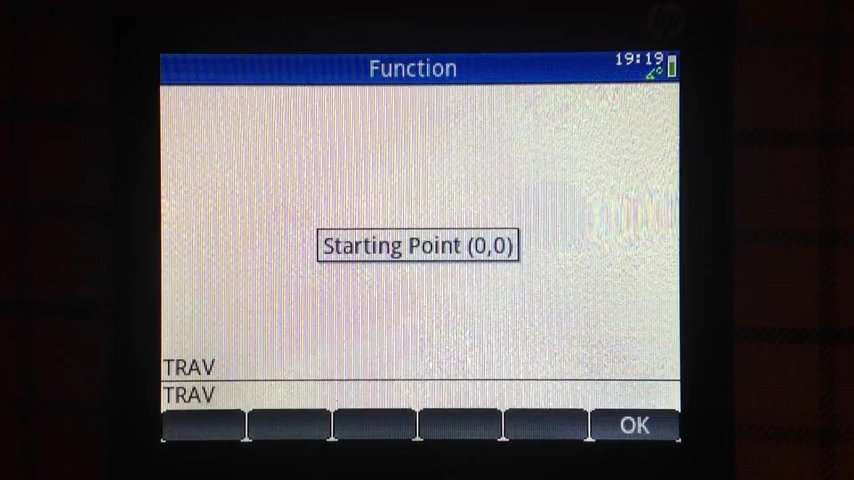 Function
19:19
Starting Point (0,0)
TRAV
TRAV
OK